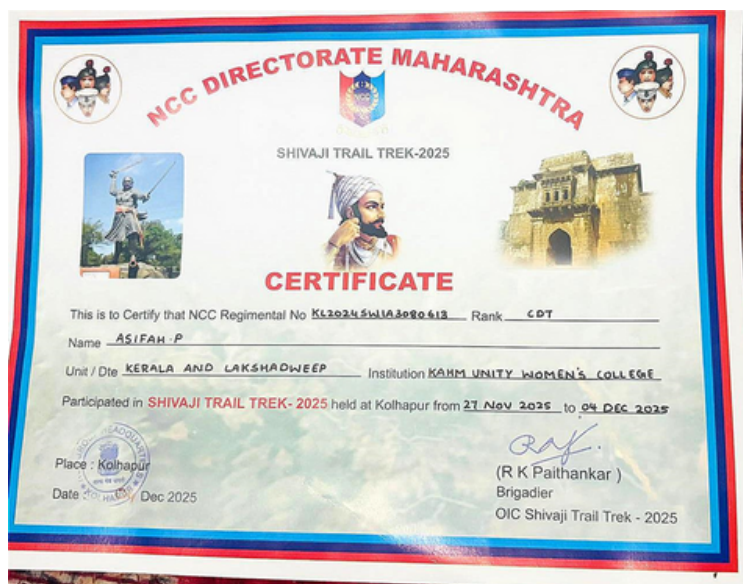 NCC DIRECTORATE MAHARASHTRA
SHIVAJI TRAIL TREK-2025
CERTIFICATE
This is to Certify that NCC Regimental No KL2024SWIA3080613 Rank CDT
Name ASIFAH·P
Unit / Dte KERALA AND LAKSHADWEEP Institution KAHM UNITY WOMEN'S COLLEGE
Participated in SHIVAJI TRAIL TREK- 2025 held at Kolhapur from 27 NOV 2025 to 04 DEC 2025
Place : Kolhapur
(R K Paithankar )
Brigadier
Date : Dec 2025
OIC Shivaji Trail Trek - 2025
HEADQUARTERS
KOLHAPUR